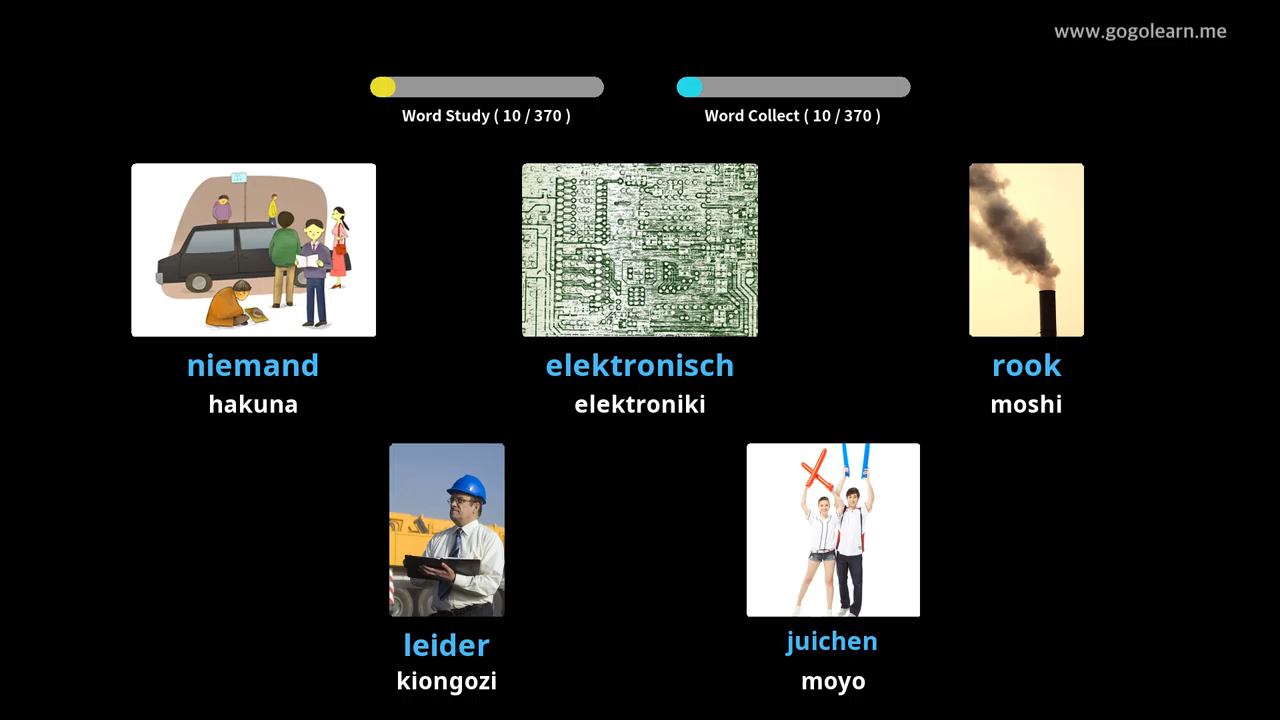 www.gogolearn.me
Word Study ( 10 / 370 )
Word Collect ( 10 / 370 )
niemand
hakuna
elektronisch
elektroniki
rook
moshi
leider
kiongozi
juichen
moyo